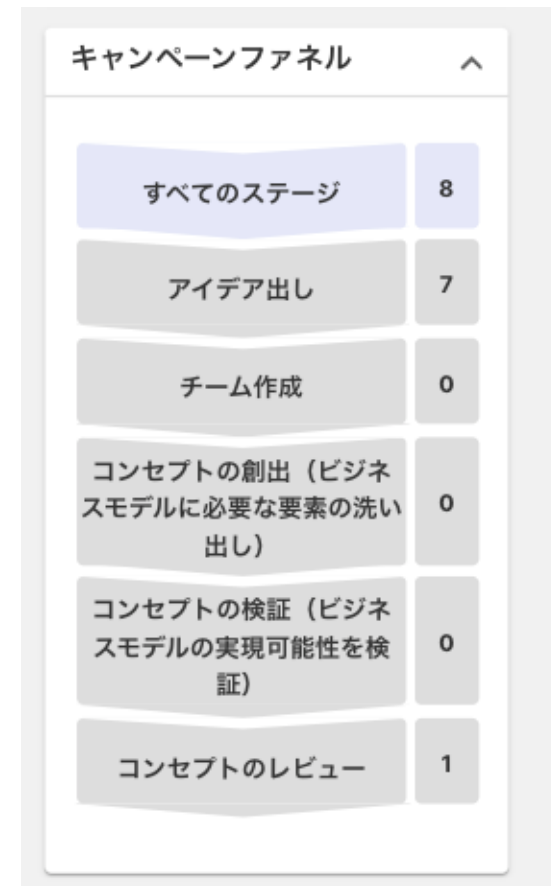 キャンペーンファネル
すべてのステージ 8
アイデア出し 7
チーム作成 0
コンセプトの創出（ビジネ
スモデルに必要な要素の洗い 0
出し）
コンセプトの検証（ビジネ
スモデルの実現可能性を検 0
証）
コンセプトのレビュー 1